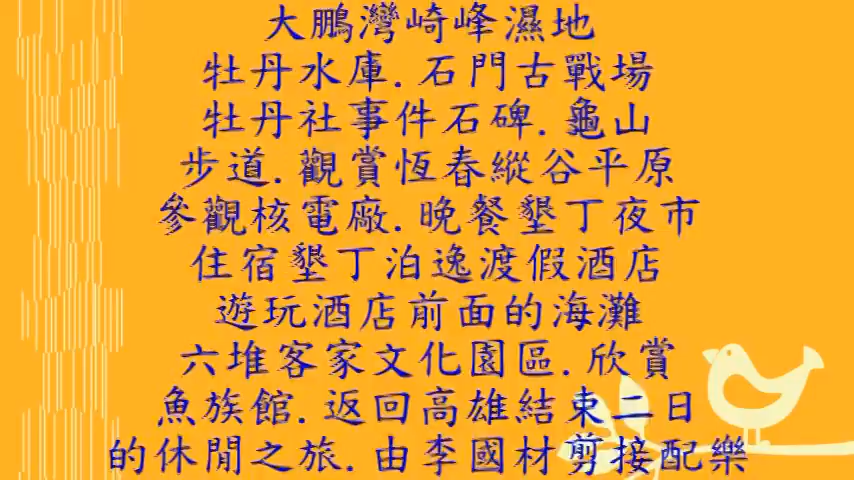 大鵬灣崎峰濕地
牡丹水庫.石門古戰場
牡丹社事件石碑.龜山
步道.觀賞恆春縱谷平原
參觀核電廠.晚餐墾丁夜市
住宿墾丁泊逸渡假酒店
遊玩酒店前面的海灘
六堆客家文化園區.欣賞
魚族館.返回高雄結束二日
的休閒之旅.由李國材剪接配樂